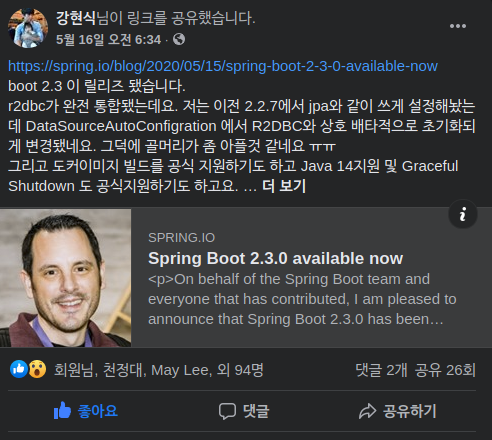 강현식님이 링크를 공유했습니다.
5월 16일 오전 6:34 ·
https://spring.io/blog/2020/05/15/spring-boot-2-3-0-available-now
boot 2.3 이 릴리즈 됐습니다.
r2dbc가 완전 통합됐는데요. 저는 이전 2.2.7에서 jpa와 같이 쓰게 설정해놨는
데 DataSourceAutoConfigration 에서 R2DBC와 상호 배타적으로 초기화되
게 변경됐네요. 그덕에 골머리가 좀 아플것 같네요 ㅠㅠ
그리고 도커이미지 빌드를 공식 지원하기도 하고 Java 14지원 및 Graceful
Shutdown 도 공식지원하기도 하고요. ... 더 보기
SPRING.IO
Spring Boot 2.3.0 available now
<p>On behalf of the Spring Boot team and
everyone that has contributed, I am pleased to
announce that Spring Boot 2.3.0 has been…
회원님, 천정대, May Lee, 외 94명 댓글 2개 공유 26회
좋아요 댓글 공유하기